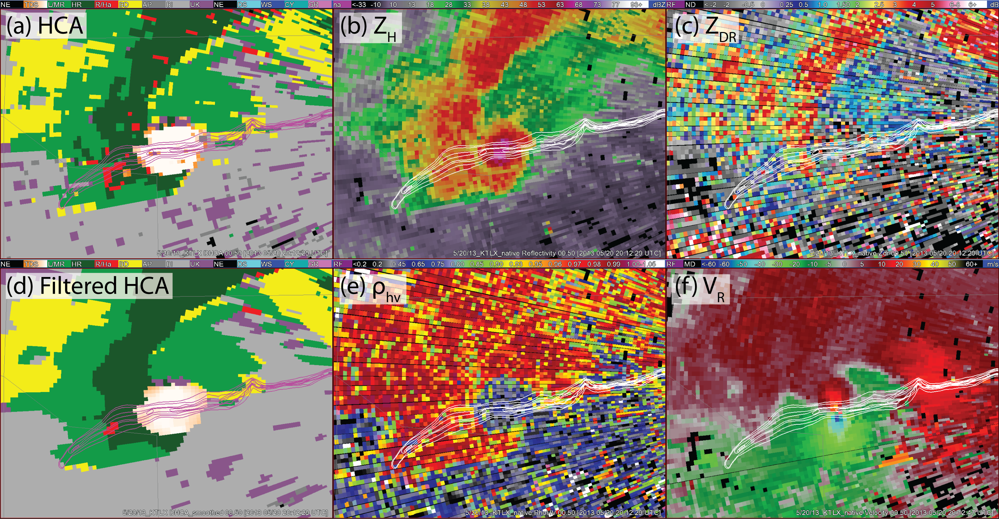 NE TDS L/MR HR R/Ha BD AP BI UK NE DS WS CY GR
na <-33 -10 10 13 18 28 33 38 43 48 53 63 68 73 77 93+ dBZ
RF ND < -2 -2 -0.5 0 0.25 0.5 1.0 1.50 2 2.5 3 4 5 6-8 6+ dB
(a) HCA
(b) ZH
(c) ZDR
5/20/13_KTLX DHCA 00.50 [2013 05/20 20:12:29 UTC]
5/20/13_KTLX_native Reflectivity 00.50 [2013 05/20 20:12:29 UTC]
5/20/13_KTLX_native Zdr 00.50 [2013 05/20 20:12:29 UTC]
NE TDS L/MR HR R/Ha BD AP BI UK NE DS WS CY GR
RF <0.2 0.2 0.45 0.65 0.75 0.80 0.85 0.90 0.93 0.95 0.96 0.97 0.98 0.99 1.00-1.05
RF MD <-60 -60 -50 -40 -30 -20 -10 -5 0 5 10 20 30 40 50 60+ m/s
(d) Filtered HCA
(e) ρhv
(f) VR
5/20/13_KTLX DHCA_smoothed 00.50 [2013 05/20 20:12:29 UTC]
5/20/13_KTLX_native RhoHV 00.50 [2013 05/20 20:12:29 UTC]
5/20/13_KTLX_native Velocity 00.50 [2013 05/20 20:12:47 UTC]